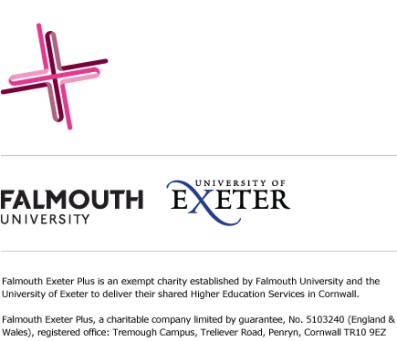 FALMOUTH
UNIVERSITY
UNIVERSITY OF
EXETER
Falmouth Exeter Plus is an exempt charity established by Falmouth University and the
University of Exeter to deliver their shared Higher Education Services in Cornwall.
Falmouth Exeter Plus, a charitable company limited by guarantee, No. 5103240 (England &
Wales), registered office: Tremough Campus, Treliever Road, Penryn, Cornwall TR10 9EZ